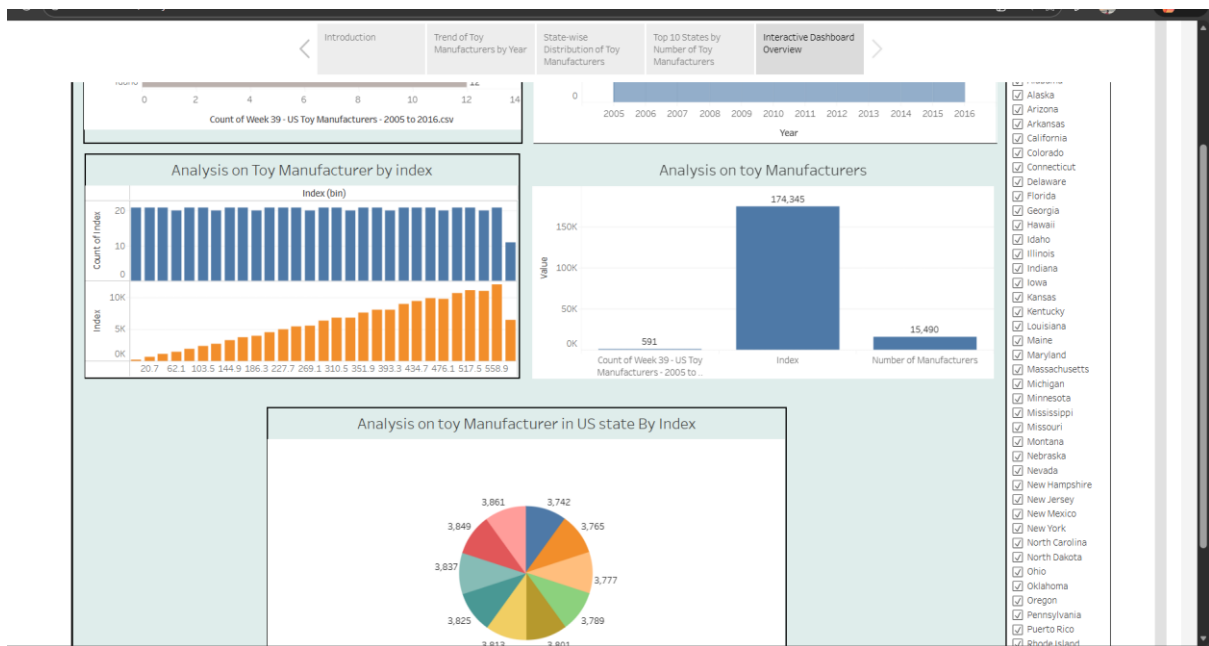 Introduction
Trend of Toy
Manufacturers by Year
State-wise
Distribution of Toy
Manufacturers
Top 10 States by
Number of Toy
Manufacturers
Interactive Dashboard
Overview
Idaho
12
0 2 4 6 8 10 12 14
Count of Week 39 - US Toy Manufacturers - 2005 to 2016.csv
0
2005 2006 2007 2008 2009 2010 2011 2012 2013 2014 2015 2016
Year
Analysis on Toy Manufacturer by index
Index (bin)
Count of Index
20
10
0
Index
10K
5K
0K
20.7 62.1 103.5 144.9 186.3 227.7 269.1 310.5 351.9 393.3 434.7 476.1 517.5 558.9
Analysis on toy Manufacturers
Value
150K
100K
50K
0K
591
174,345
15,490
Count of Week 39 - US Toy
Manufacturers - 2005 to ..
Index
Number of Manufacturers
Analysis on toy Manufacturer in US state By Index
3,861
3,742
3,849
3,765
3,837
3,777
3,825
3,789
3,813
3,801
Alabama
Alaska
Arizona
Arkansas
California
Colorado
Connecticut
Delaware
Florida
Georgia
Hawaii
Idaho
Illinois
Indiana
Iowa
Kansas
Kentucky
Louisiana
Maine
Maryland
Massachusetts
Michigan
Minnesota
Mississippi
Missouri
Montana
Nebraska
Nevada
New Hampshire
New Jersey
New Mexico
New York
North Carolina
North Dakota
Ohio
Oklahoma
Oregon
Pennsylvania
Puerto Rico
Rhode Island